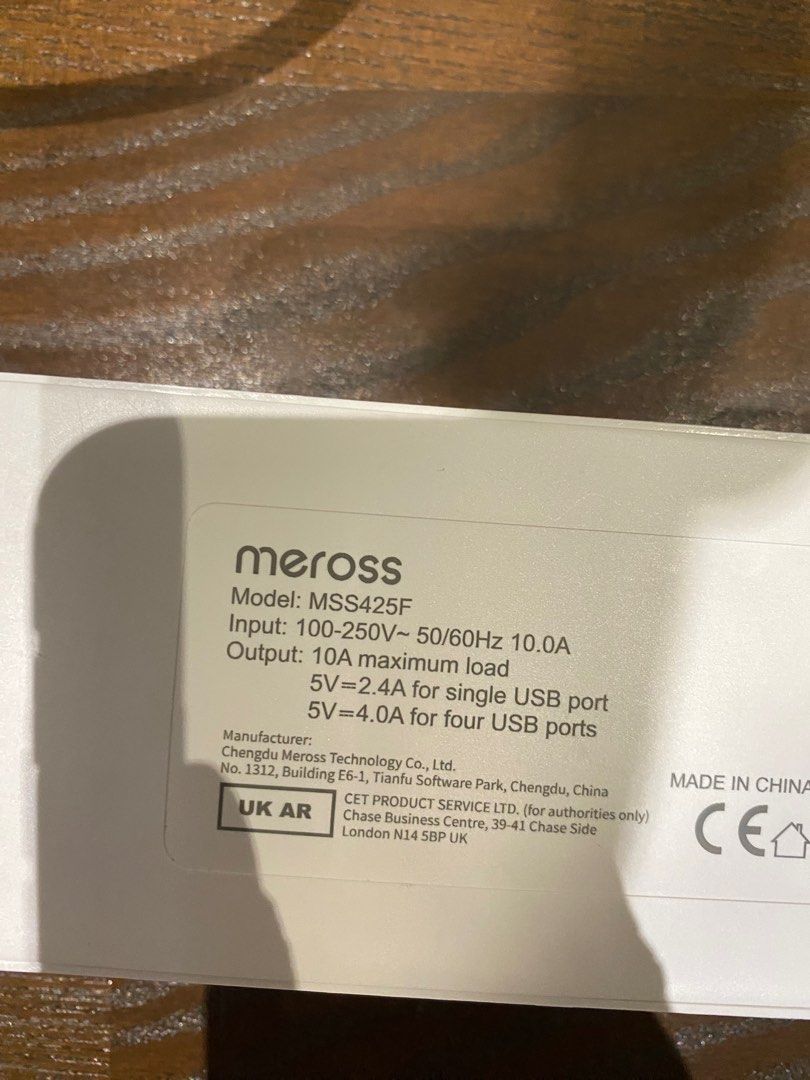 meross
Model: MSS425F
Input: 100-250V~ 50/60Hz 10.0A
Output: 10A maximum load
5V⎓2.4A for single USB port
5V⎓4.0A for four USB ports
Manufacturer:
Chengdu Meross Technology Co., Ltd.
No. 1312, Building E6-1, Tianfu Software Park, Chengdu, China
UK AR
CET PRODUCT SERVICE LTD. (for authorities only)
Chase Business Centre, 39-41 Chase Side
London N14 5BP UK
MADE IN CHINA
CE